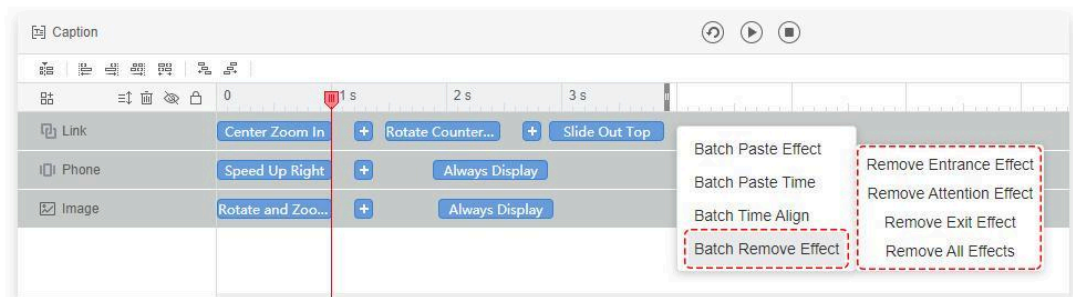 Caption
0 1 s 2 s 3 s
Link Center Zoom In + Rotate Counter... + Slide Out Top
Phone Speed Up Right + Always Display
Image Rotate and Zoo... + Always Display
Batch Paste Effect
Batch Paste Time
Batch Time Align
Batch Remove Effect
Remove Entrance Effect
Remove Attention Effect
Remove Exit Effect
Remove All Effects